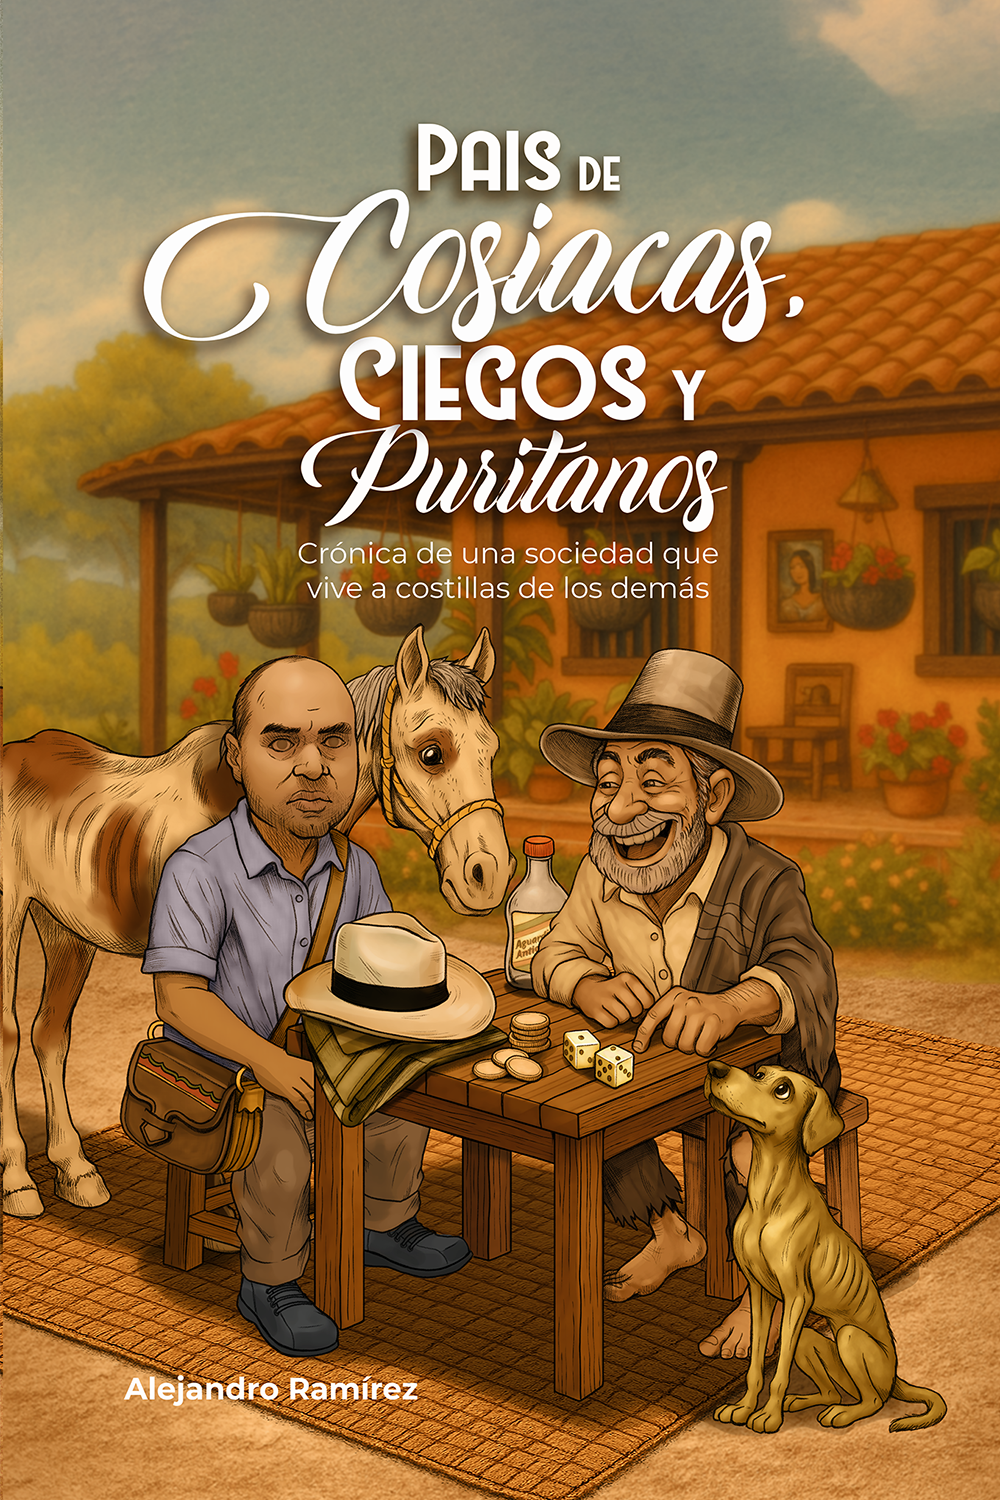 PAIS DE
Cosiacas,
CIEGOS Y
Puritanos
Crónica de una sociedad que
vive a costillas de los demás
Alejandro Ramírez